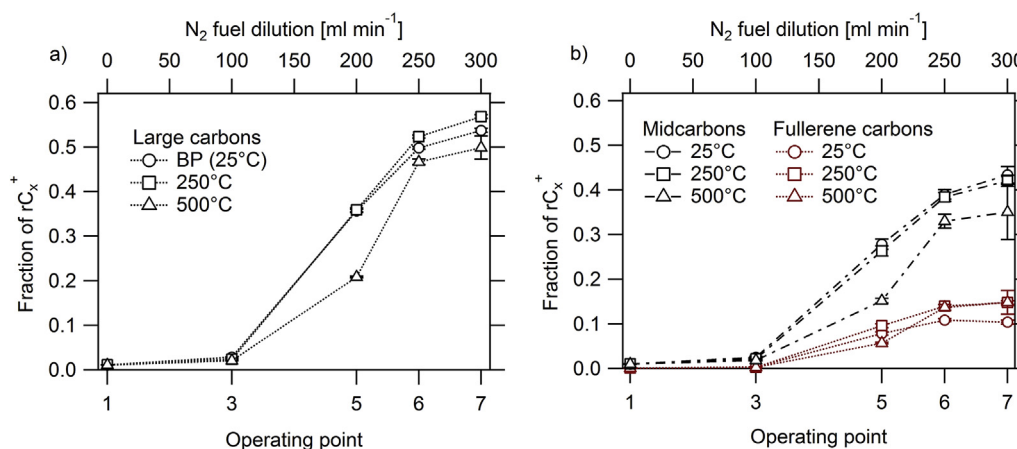 N₂ fuel dilution [ml min⁻¹]
0 50 100 150 200 250 300
a)
0.6
0.5
0.4
0.3
0.2
0.1
0.0
Fraction of rCₓ⁺
Large carbons
BP (25°C)
250°C
500°C
1 3 5 6 7
Operating point
N₂ fuel dilution [ml min⁻¹]
0 50 100 150 200 250 300
b)
0.6
0.5
0.4
0.3
0.2
0.1
0.0
Fraction of rCₓ⁺
Midcarbons Fullerene carbons
25°C 25°C
250°C 250°C
500°C 500°C
1 3 5 6 7
Operating point